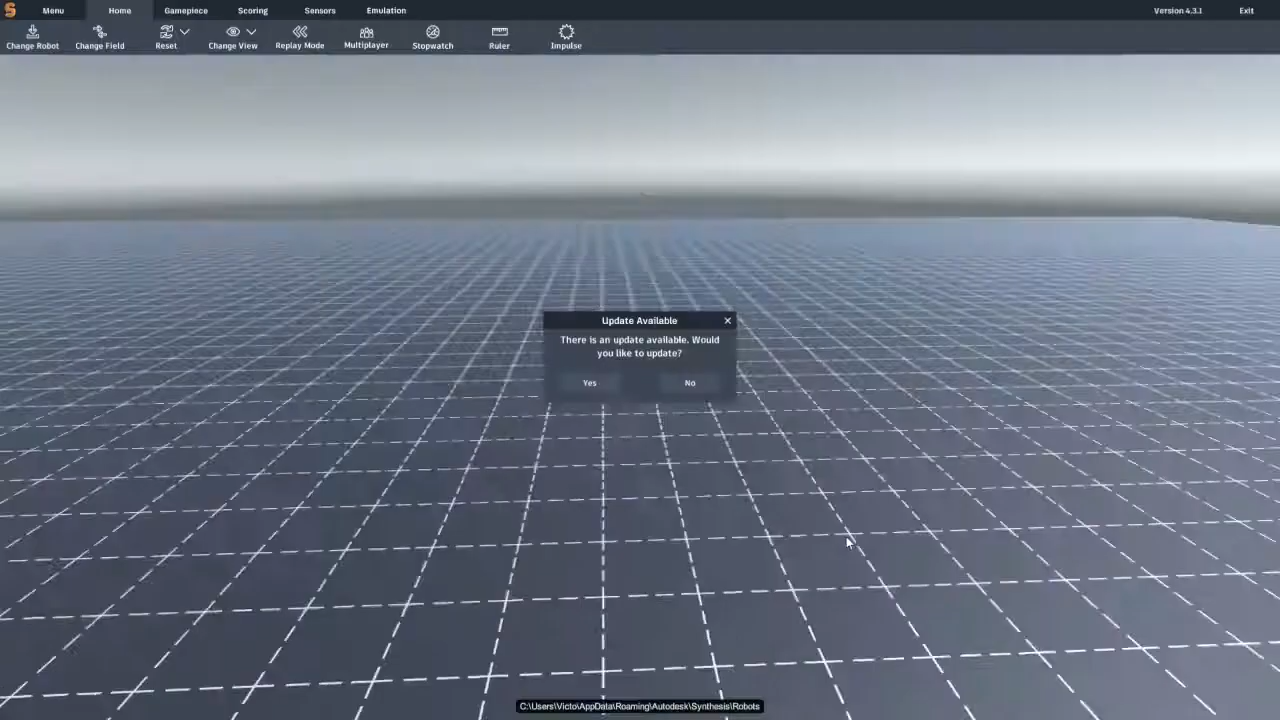 Menu
Home
Gamepiece
Scoring
Sensors
Emulation
Version 4.3.1
Exit
Change Robot
Change Field
Reset
Change View
Replay Mode
Multiplayer
Stopwatch
Ruler
Impulse
Update Available
There is an update available. Would
you like to update?
Yes
No
C:\Users\Victo\AppData\Roaming\Autodesk\Synthesis\Robots